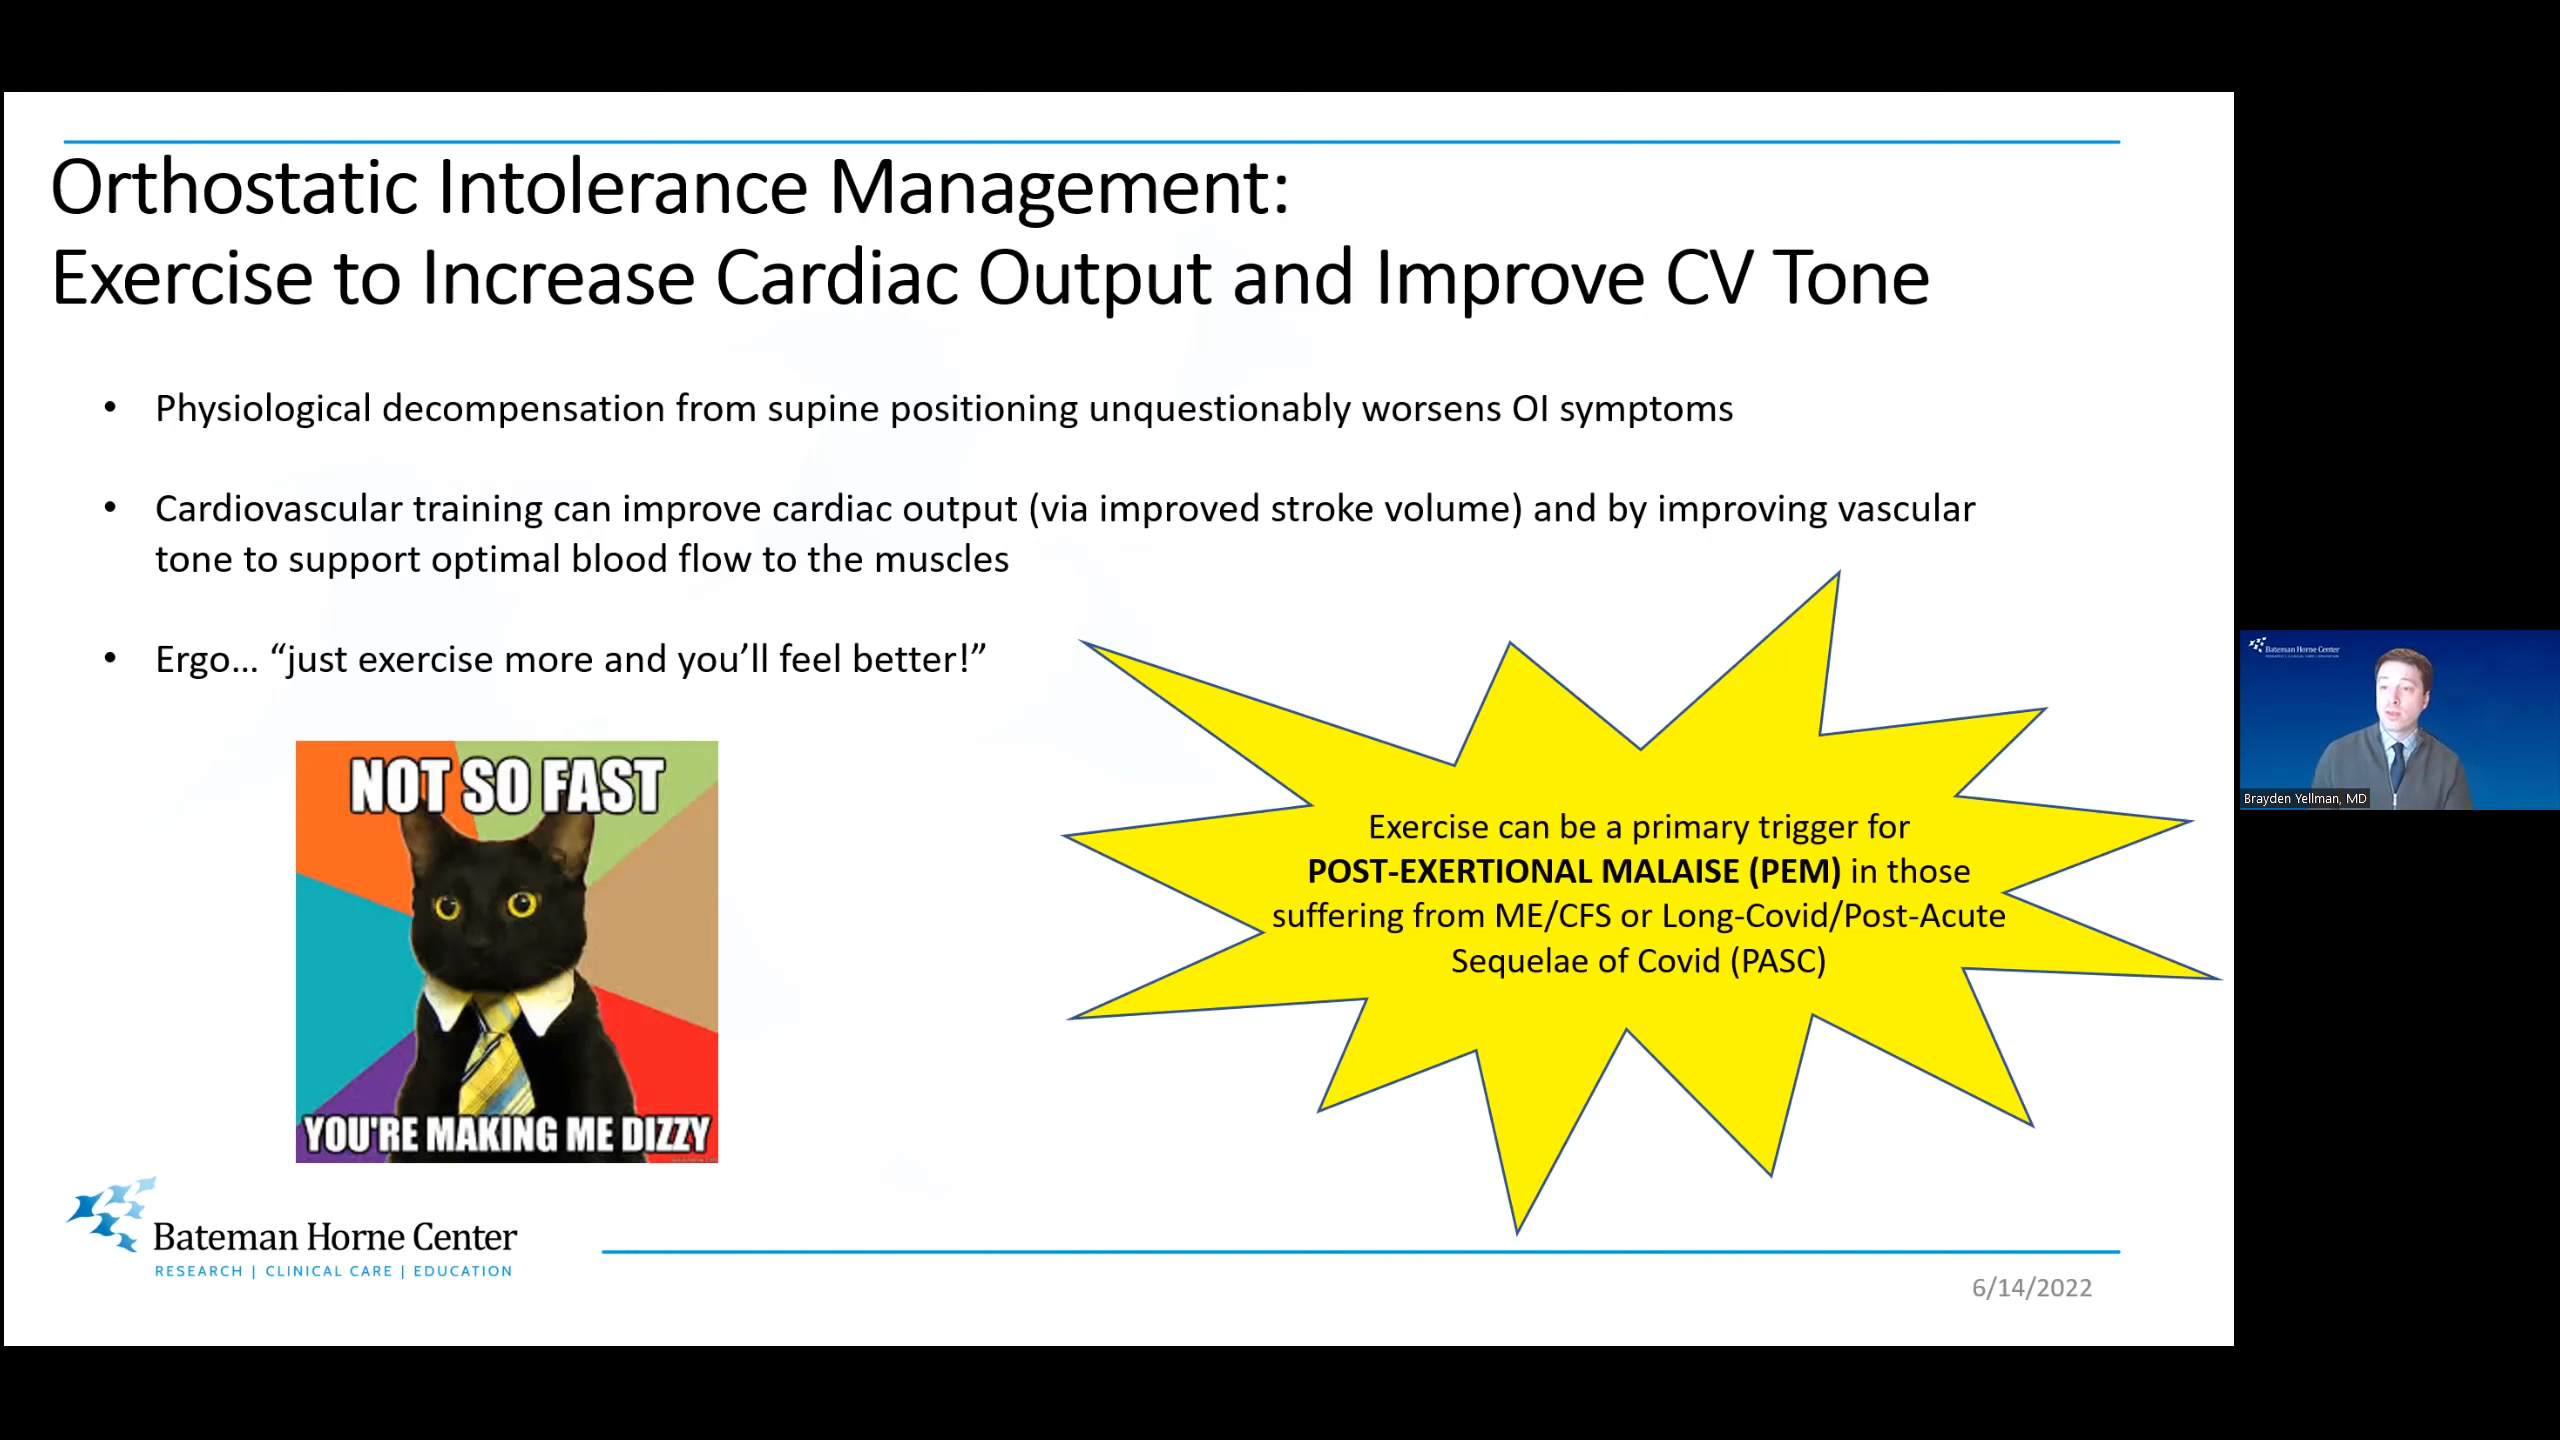 Orthostatic Intolerance Management:
Exercise to Increase Cardiac Output and Improve CV Tone
• Physiological decompensation from supine positioning unquestionably worsens OI symptoms
• Cardiovascular training can improve cardiac output (via improved stroke volume) and by improving vascular
tone to support optimal blood flow to the muscles
• Ergo... “just exercise more and you’ll feel better!”
NOT SO FAST
YOU'RE MAKING ME DIZZY
Exercise can be a primary trigger for
POST-EXERTIONAL MALAISE (PEM) in those
suffering from ME/CFS or Long-Covid/Post-Acute
Sequelae of Covid (PASC)
Bateman Horne Center
RESEARCH | CLINICAL CARE | EDUCATION
6/14/2022
Bateman Horne Center
RESEARCH | CLINICAL CARE | EDUCATION
Brayden Yellman, MD